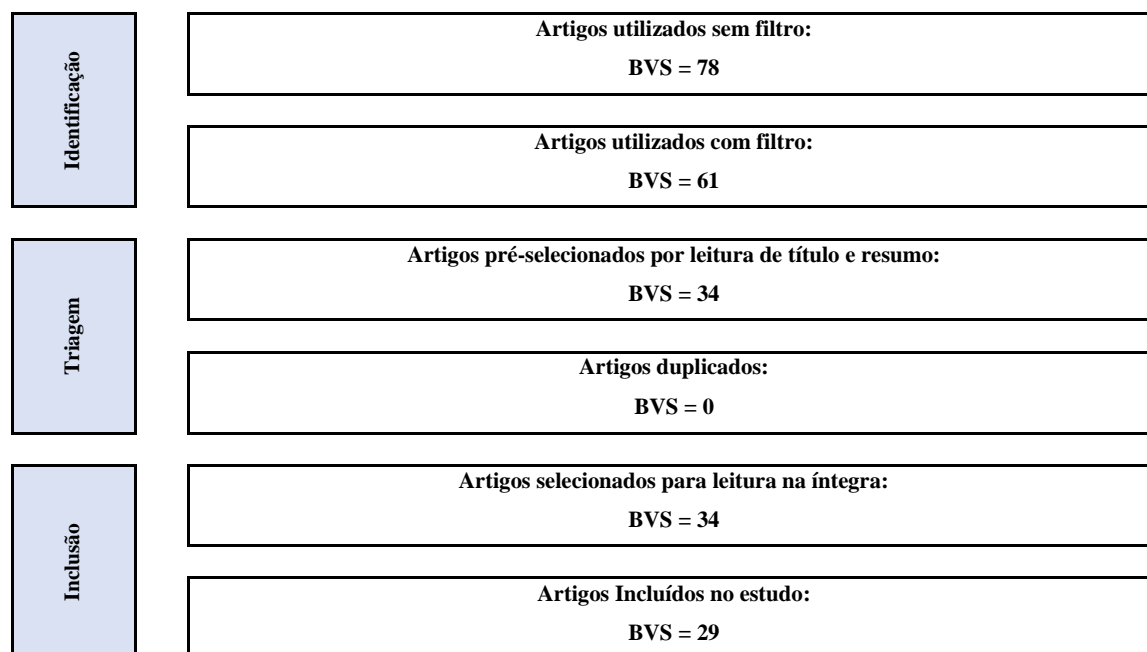 Identificação
Artigos utilizados sem filtro:
BVS = 78
Artigos utilizados com filtro:
BVS = 61
Triagem
Artigos pré-selecionados por leitura de título e resumo:
BVS = 34
Artigos duplicados:
BVS = 0
Inclusão
Artigos selecionados para leitura na íntegra:
BVS = 34
Artigos Incluídos no estudo:
BVS = 29